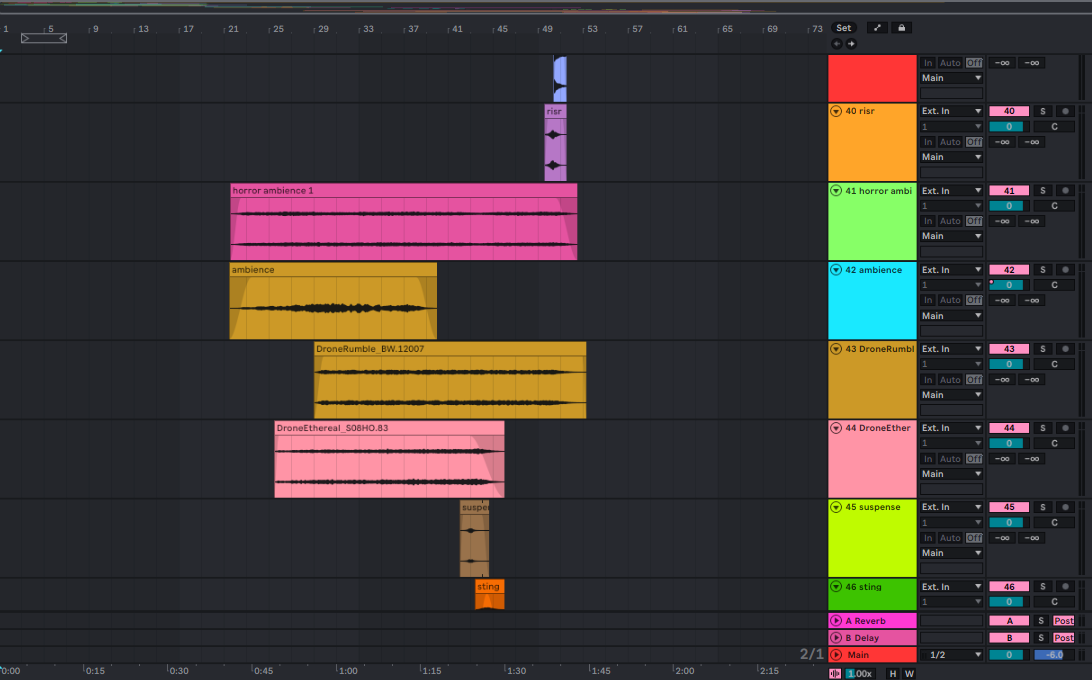 1 5 9 13 17 21 25 29 33 37 41 45 49 53 57 61 65 69 73 Set
In Auto Off -∞ -∞
Main
risr 40 risr Ext. In 40 S
1 0 C
In Auto Off -∞ -∞
Main
horror ambience 1 41 horror ambi Ext. In 41 S
1 0 C
In Auto Off -∞ -∞
Main
ambience 42 ambience Ext. In 42 S
1 0 C
In Auto Off -∞ -∞
Main
DroneRumble_BW.12007 43 DroneRumbl Ext. In 43 S
1 0 C
In Auto Off -∞ -∞
Main
DroneEthereal_S08HO.83 44 DroneEther Ext. In 44 S
1 0 C
In Auto Off -∞ -∞
Main
suspe 45 suspense Ext. In 45 S
1 0 C
In Auto Off -∞ -∞
Main
sting 46 sting Ext. In 46 S
1 0 C
A Reverb A S Post
B Delay B S Post
2/1 Main 1/2 0 -6.0
0:00 0:15 0:30 0:45 1:00 1:15 1:30 1:45 2:00 2:15 1.00x H W